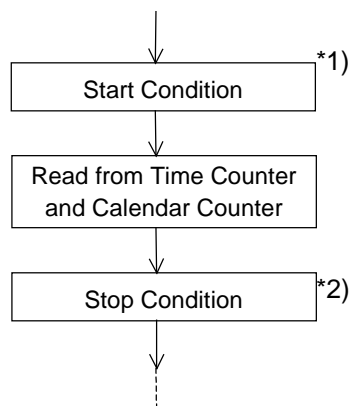 *1)
Start Condition
Read from Time Counter
and Calendar Counter
*2)
Stop Condition